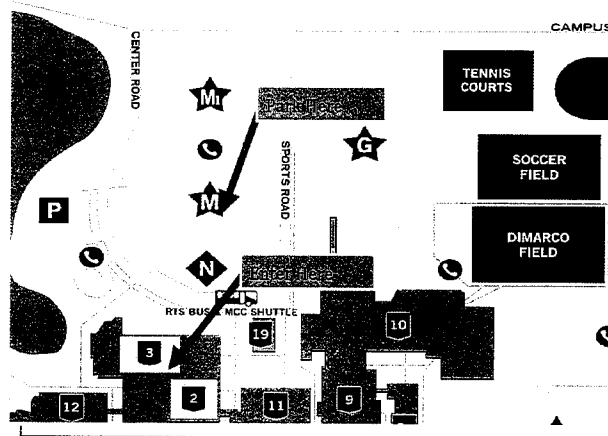 CAMPUS
CENTER ROAD
TENNIS
COURTS
M1
Park Here
SPORTS ROAD
G
SOCCER
FIELD
M
P
DIMARCO
FIELD
N
Enter Here
RTS BUS & MCC SHUTTLE
19
10
3
2
11
9
12